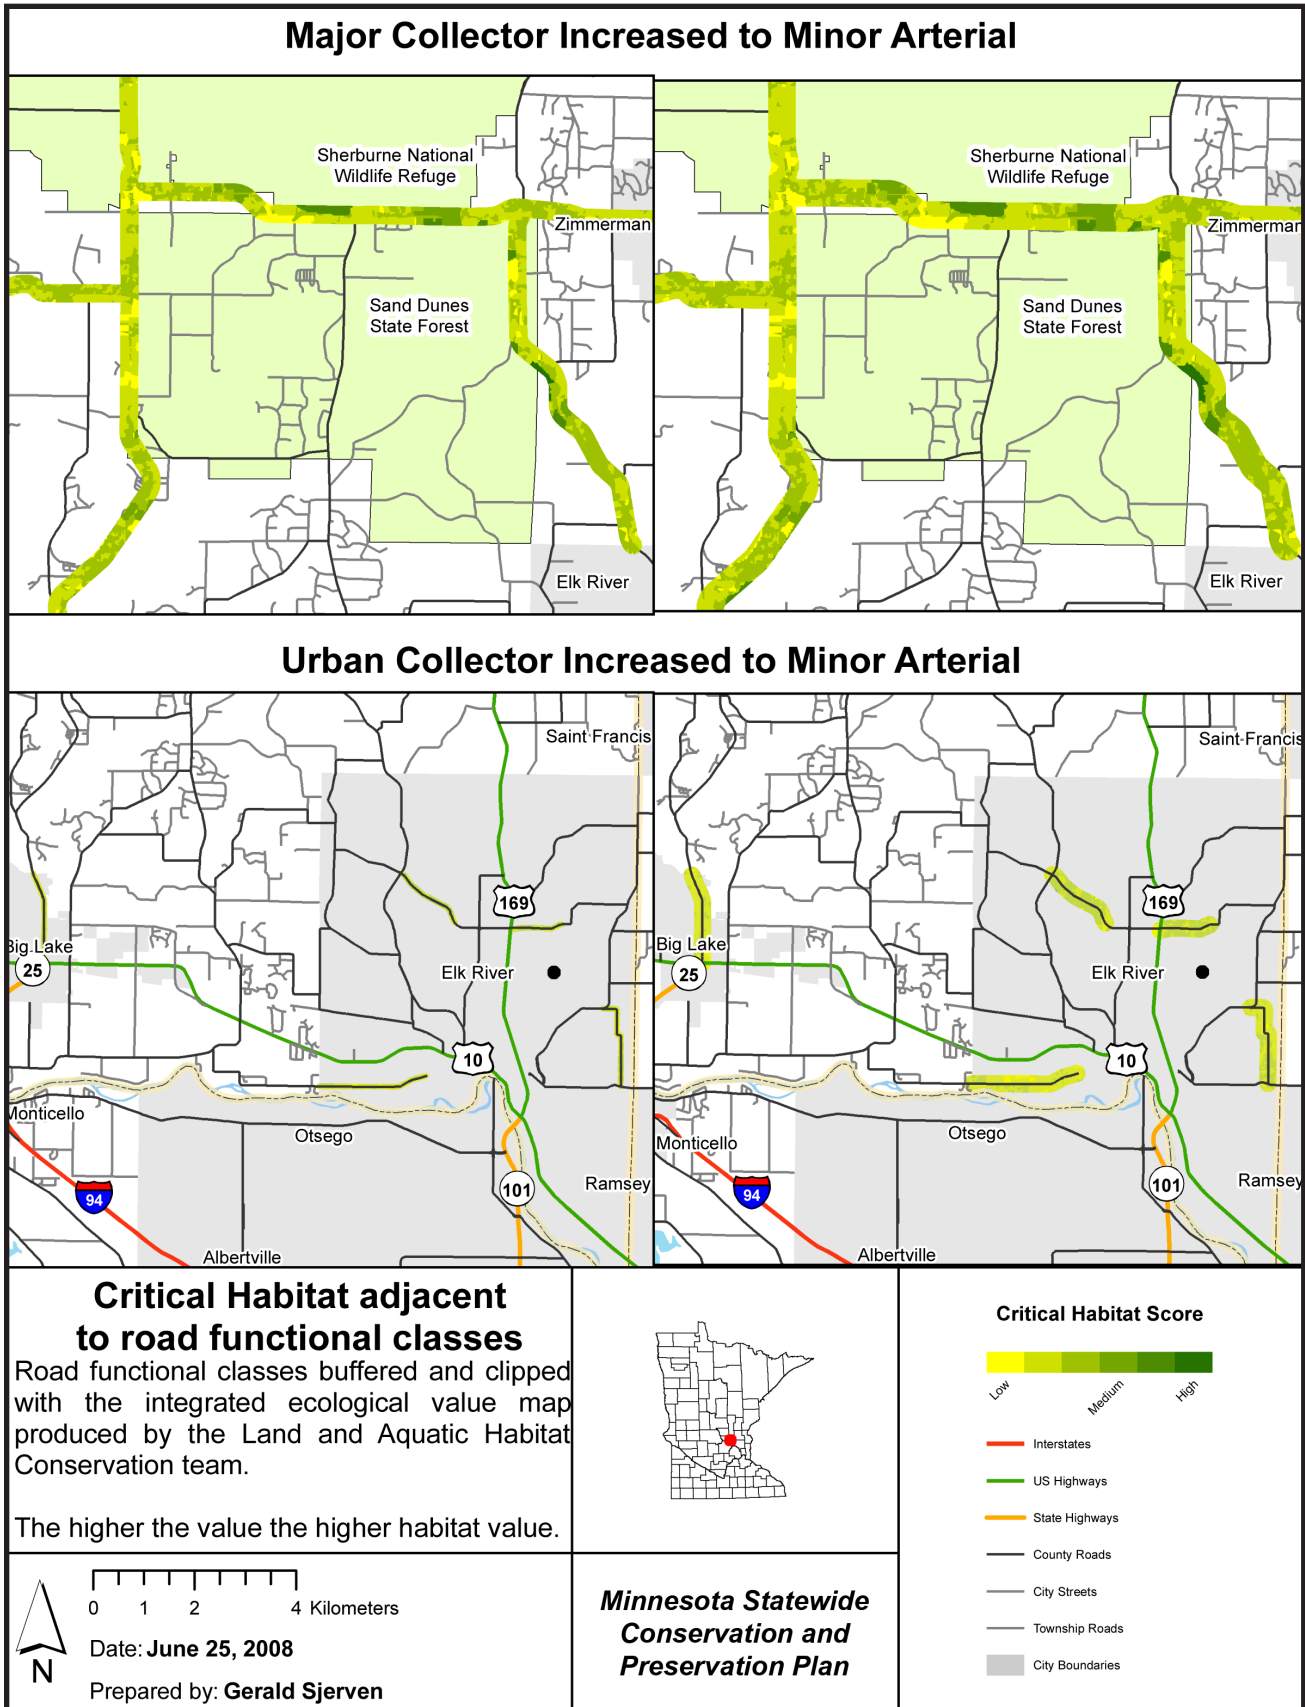 Major Collector Increased to Minor Arterial
Sherburne National
Wildlife Refuge
Zimmerman
Sand Dunes
State Forest
Elk River
Sherburne National
Wildlife Refuge
Zimmerman
Sand Dunes
State Forest
Elk River
Urban Collector Increased to Minor Arterial
Saint Francis
169
Big Lake
25
Elk River
10
Monticello
Otsego
94
101
Ramsey
Albertville
Saint Francis
169
Big Lake
25
Elk River
10
Monticello
Otsego
94
101
Ramsey
Albertville
Critical Habitat adjacent
to road functional classes
Road functional classes buffered and clipped
with the integrated ecological value map
produced by the Land and Aquatic Habitat
Conservation team.
The higher the value the higher habitat value.
0 1 2 4 Kilometers
N
Date: June 25, 2008
Prepared by: Gerald Sjerven
Minnesota Statewide
Conservation and
Preservation Plan
Critical Habitat Score
Low Medium High
Interstates
US Highways
State Highways
County Roads
City Streets
Township Roads
City Boundaries